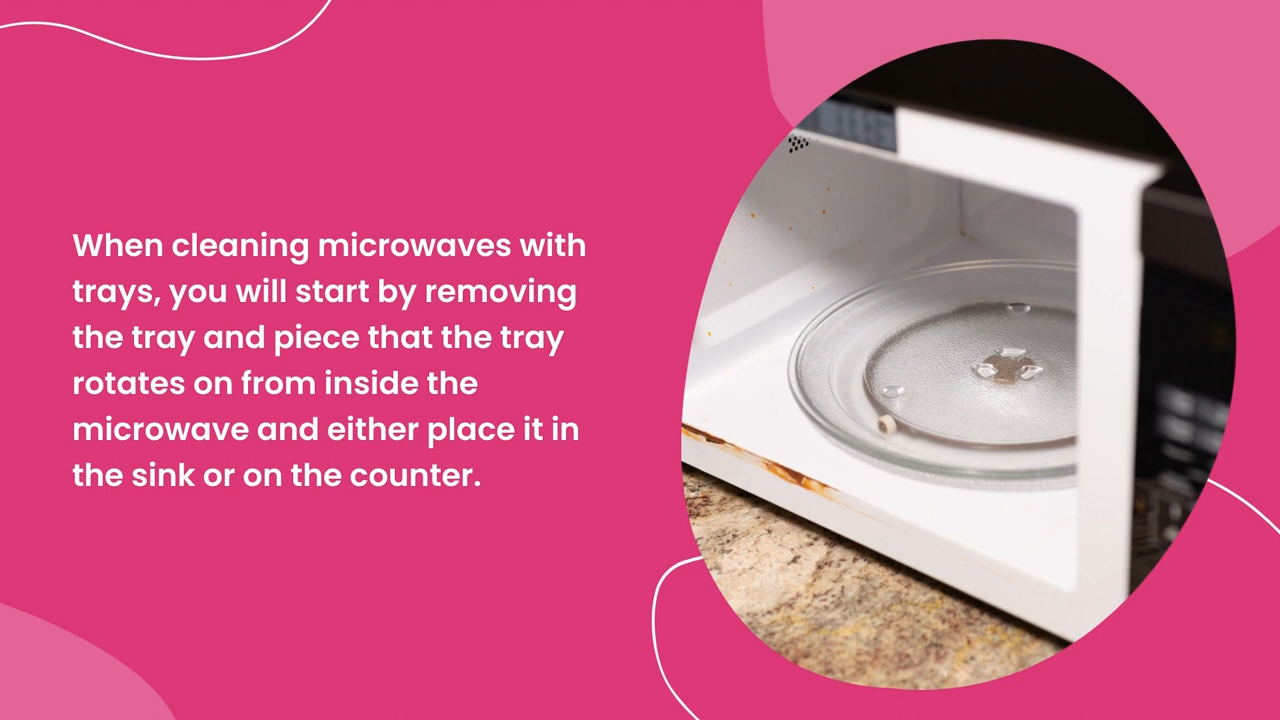 When cleaning microwaves with
trays, you will start by removing
the tray and piece that the tray
rotates on from inside the
microwave and either place it in
the sink or on the counter.